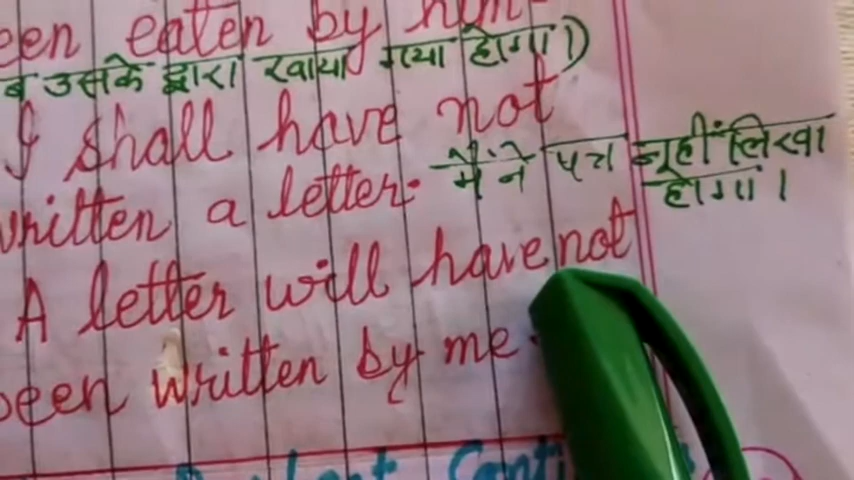 een eaten by him
ब उसके द्वारा खाया गया होगा।)
I shall have not
written a letter. मैंने पत्र नहीं लिखा
होगा।
A letter will have not
been written by me.